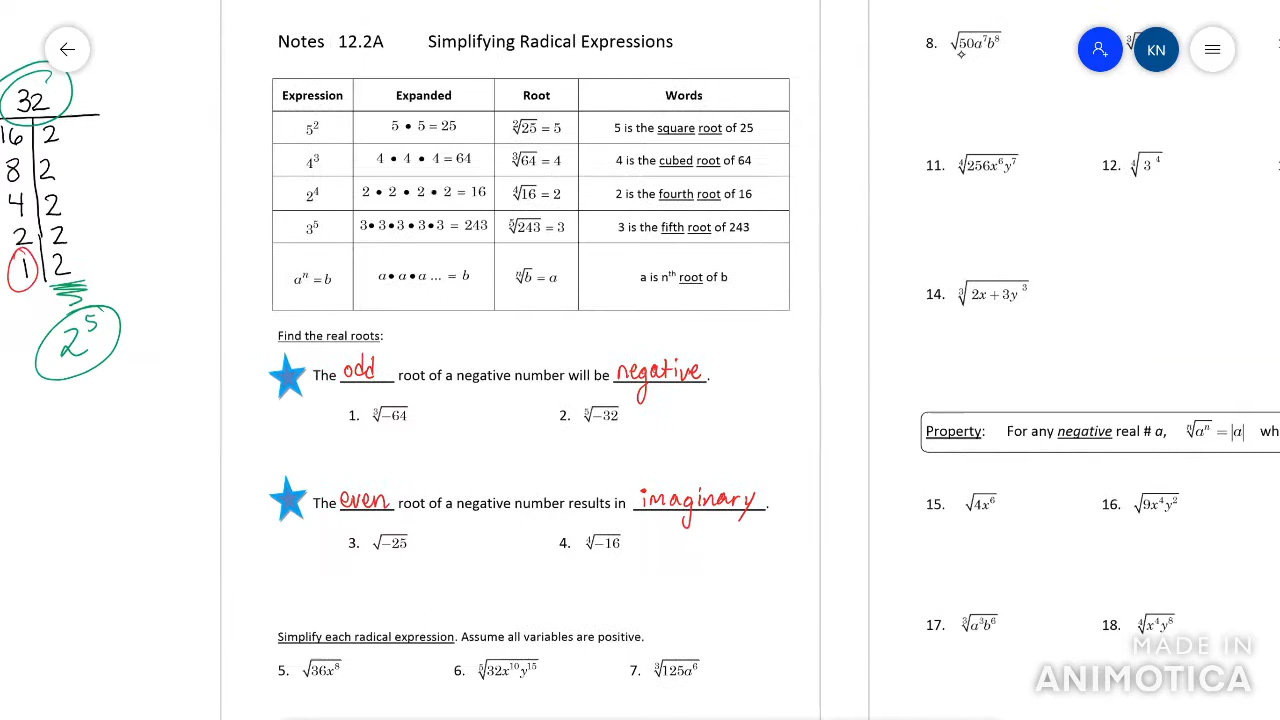 32
16 2
8 2
4 2
2 2
1 2
2⁵
Notes 12.2A Simplifying Radical Expressions
Expression Expanded Root Words
5² 5 • 5 = 25 ²√25 = 5 5 is the square root of 25
4³ 4 • 4 • 4 = 64 ³√64 = 4 4 is the cubed root of 64
2⁴ 2 • 2 • 2 • 2 = 16 ⁴√16 = 2 2 is the fourth root of 16
3⁵ 3• 3• 3• 3• 3 = 243 ⁵√243 = 3 3 is the fifth root of 243
aⁿ = b a• a• a ... = b ⁿ√b = a a is nᵗʰ root of b
Find the real roots:
The odd root of a negative number will be negative.
1. ³√−64 2. ⁵√−32
The even root of a negative number results in imaginary.
3. √−25 4. ⁴√−16
Simplify each radical expression. Assume all variables are positive.
5. √36x⁸ 6. ⁵√32x¹⁰y¹⁵ 7. ³√125a⁶
8. √50a⁷b⁸
KN
11. ⁴√256x⁶y⁷ 12. ⁴√3 ⁴
14. ³√2x + 3y ³
Property: For any negative real # a, ⁿ√aⁿ = |a| wh
15. √4x⁶ 16. √9x⁴y²
17. ³√a³b⁶ 18. ⁴√x⁴y⁸
MADE IN
ANIMOTICA